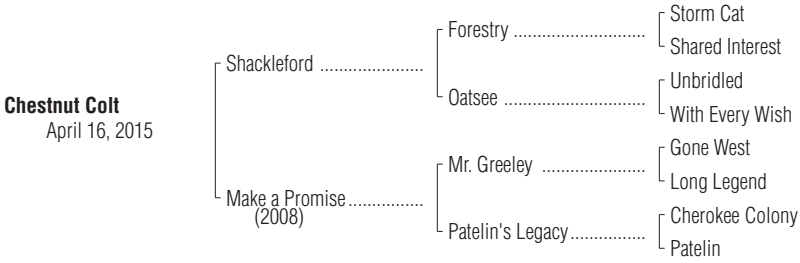 Storm Cat
Forestry ............................
Shared Interest
Shackleford ......................
Unbridled
Oatsee ..............................
With Every Wish
Chestnut Colt
April 16, 2015
Gone West
Mr. Greeley ......................
Long Legend
Make a Promise................
(2008)
Cherokee Colony
Patelin's Legacy................
Patelin